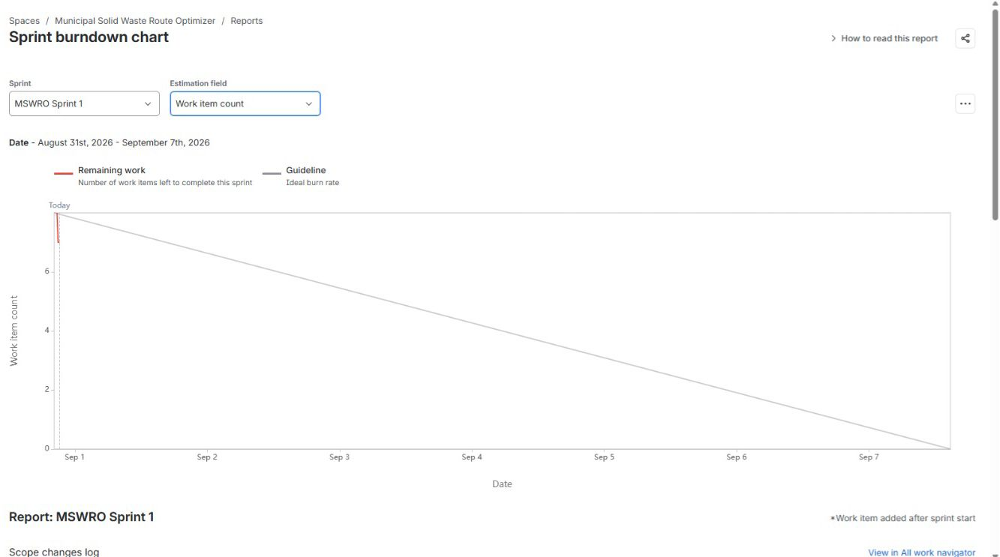 Spaces / Municipal Solid Waste Route Optimizer / Reports
Sprint burndown chart
How to read this report
Sprint
Estimation field
MSWRO Sprint 1
Work item count
Date - August 31st, 2026 - September 7th, 2026
Remaining work
Number of work items left to complete this sprint
Guideline
Ideal burn rate
Today
6
4
2
0
Work item count
Sep 1
Sep 2
Sep 3
Sep 4
Sep 5
Sep 6
Sep 7
Date
Report: MSWRO Sprint 1
*Work item added after sprint start
Scope changes log
View in All work navigator